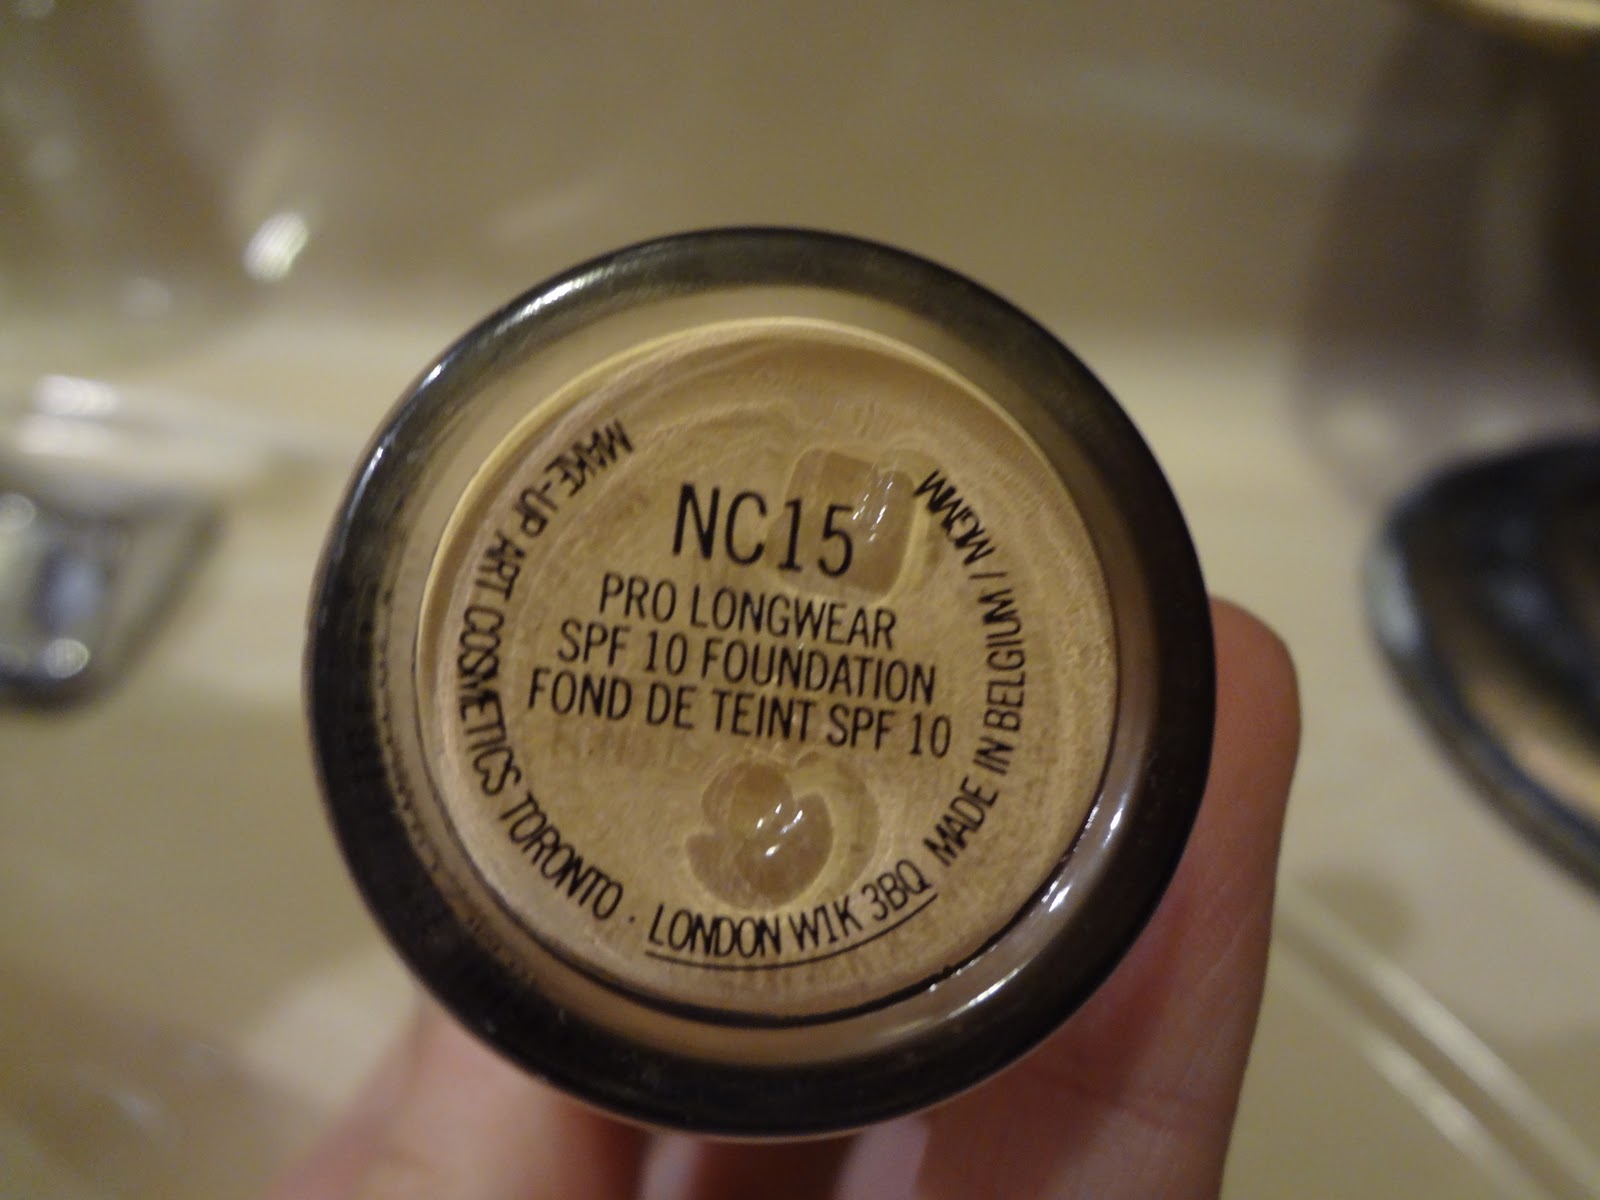 NC15
PRO LONGWEAR
SPF 10 FOUNDATION
FOND DE TEINT SPF 10
MAKE-UP ART COSMETICS TORONTO · LONDON W1K 3BQ MADE IN BELGIUM / MGMM